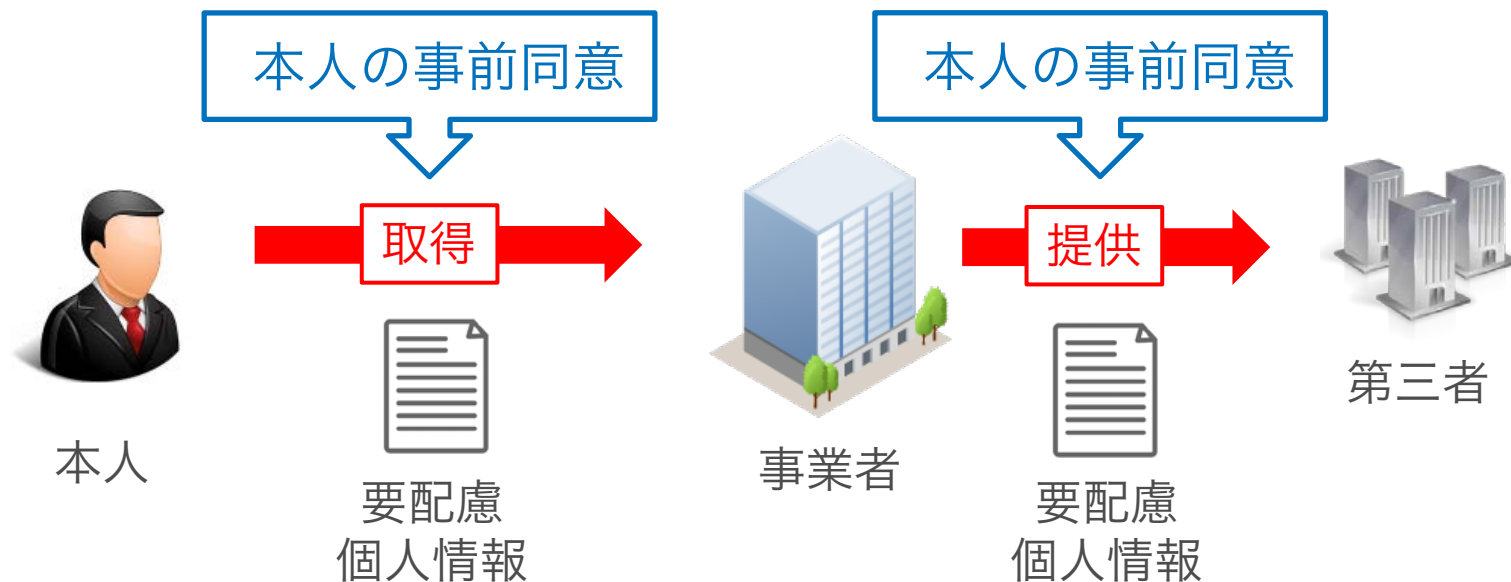 本人の事前同意
本人の事前同意
取得
提供
本人
要配慮
個人情報
事業者
要配慮
個人情報
第三者